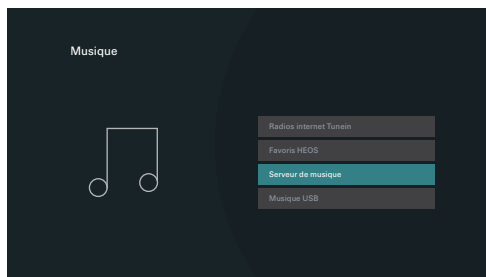 Musique
Radios internet Tunein
Favoris HEOS
Serveur de musique
Musique USB